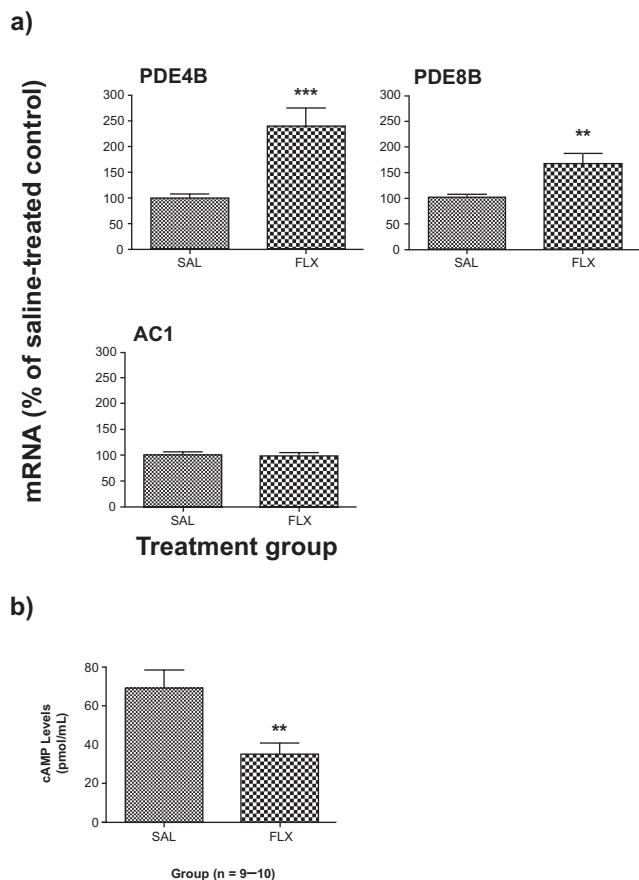 a)
mRNA (% of saline-treated control)
PDE4B
300
250
200
150
100
50
0
***
SAL FLX
PDE8B
300
250
200
150
100
50
0
**
SAL FLX
AC1
300
250
200
150
100
50
0
SAL FLX
Treatment group
b)
cAMP Levels
(pmol/mL)
80
60
40
20
0
**
SAL FLX
Group (n = 9–10)